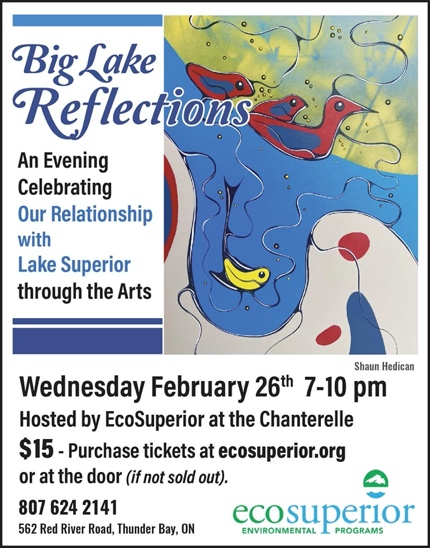 Big Lake
Reflections
An Evening
Celebrating
Our Relationship
with
Lake Superior
through the Arts
Shaun Hedican
Wednesday February 26th 7-10 pm
Hosted by EcoSuperior at the Chanterelle
$15 - Purchase tickets at ecosuperior.org
or at the door (if not sold out).
807 624 2141
562 Red River Road, Thunder Bay, ON
ecosuperior
ENVIRONMENTAL PROGRAMS